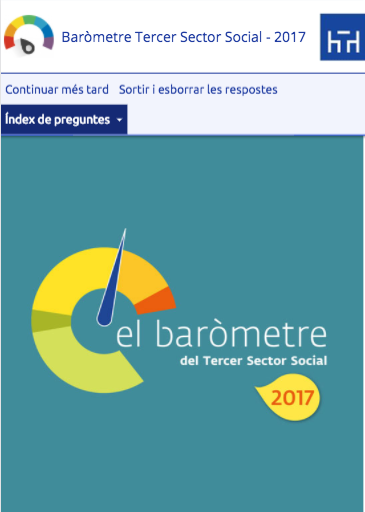 Baròmetre Tercer Sector Social - 2017
Continuar més tard Sortir i esborrar les respostes
Índex de preguntes
el baròmetre
del Tercer Sector Social
2017